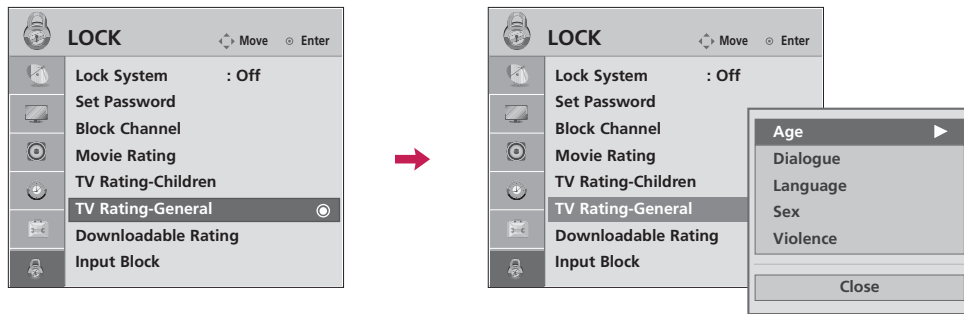 LOCK Move Enter
Lock System : Off
Set Password
Block Channel
Movie Rating
TV Rating-Children
TV Rating-General
Downloadable Rating
Input Block
LOCK Move Enter
Lock System : Off
Set Password
Block Channel
Movie Rating
TV Rating-Children
TV Rating-General
Downloadable Rating
Input Block
Age
Dialogue
Language
Sex
Violence
Close